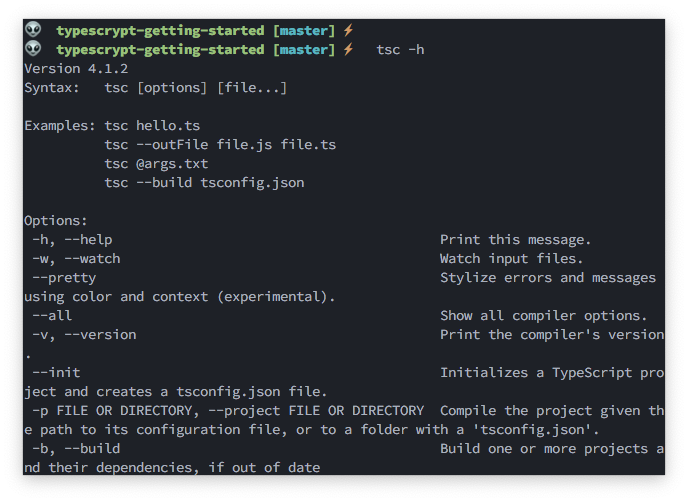 👽 typescrypt-getting-started [master] ⚡
👽 typescrypt-getting-started [master] ⚡ tsc -h
Version 4.1.2
Syntax:   tsc [options] [file...]

Examples: tsc hello.ts
          tsc --outFile file.js file.ts
          tsc @args.txt
          tsc --build tsconfig.json

Options:
 -h, --help                                         Print this message.
 -w, --watch                                        Watch input files.
 --pretty                                           Stylize errors and messages
using color and context (experimental).
 --all                                              Show all compiler options.
 -v, --version                                      Print the compiler's version
.
 --init                                             Initializes a TypeScript pro
ject and creates a tsconfig.json file.
 -p FILE OR DIRECTORY, --project FILE OR DIRECTORY  Compile the project given th
e path to its configuration file, or to a folder with a 'tsconfig.json'.
 -b, --build                                        Build one or more projects a
nd their dependencies, if out of date